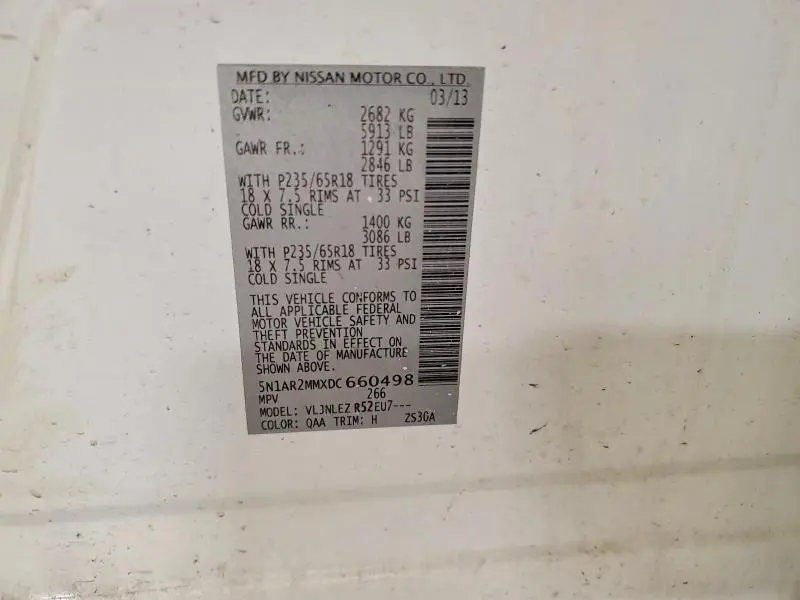 MFD BY NISSAN MOTOR CO., LTD.
DATE: 03/13
GVWR: 2682 KG
5913 LB
GAWR FR.: 1291 KG
2846 LB
WITH P235/65R18 TIRES
18 X 7.5 RIMS AT 33 PSI
COLD SINGLE
GAWR RR.: 1400 KG
3086 LB
WITH P235/65R18 TIRES
18 X 7.5 RIMS AT 33 PSI
COLD SINGLE
THIS VEHICLE CONFORMS TO
ALL APPLICABLE FEDERAL
MOTOR VEHICLE SAFETY AND
THEFT PREVENTION
STANDARDS IN EFFECT ON
THE DATE OF MANUFACTURE
SHOWN ABOVE.
5N1AR2MMXDC660498
MPV 266
MODEL: VLJNLEZ R52EU7---
COLOR: QAA TRIM: H ZS3GA